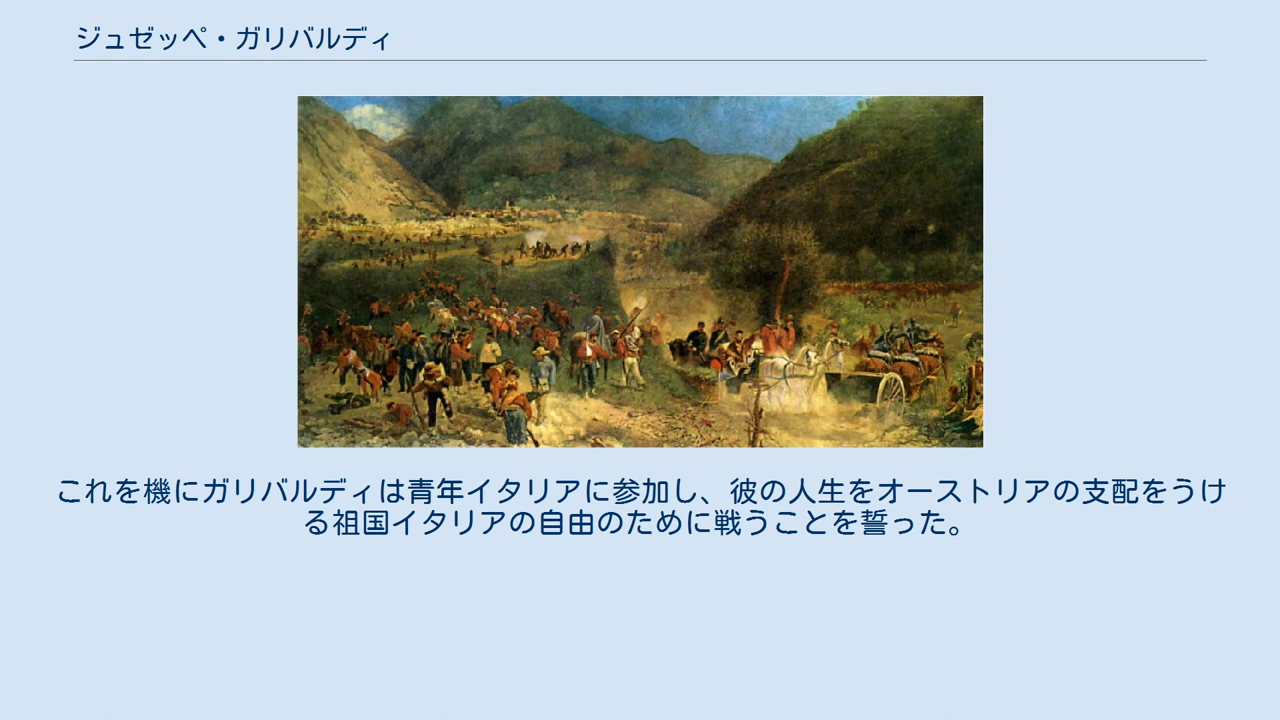 ジュゼッペ・ガリバルディ
これを機にガリバルディは青年イタリアに参加し、彼の人生をオーストリアの支配をうけ
る祖国イタリアの自由のために戦うことを誓った。